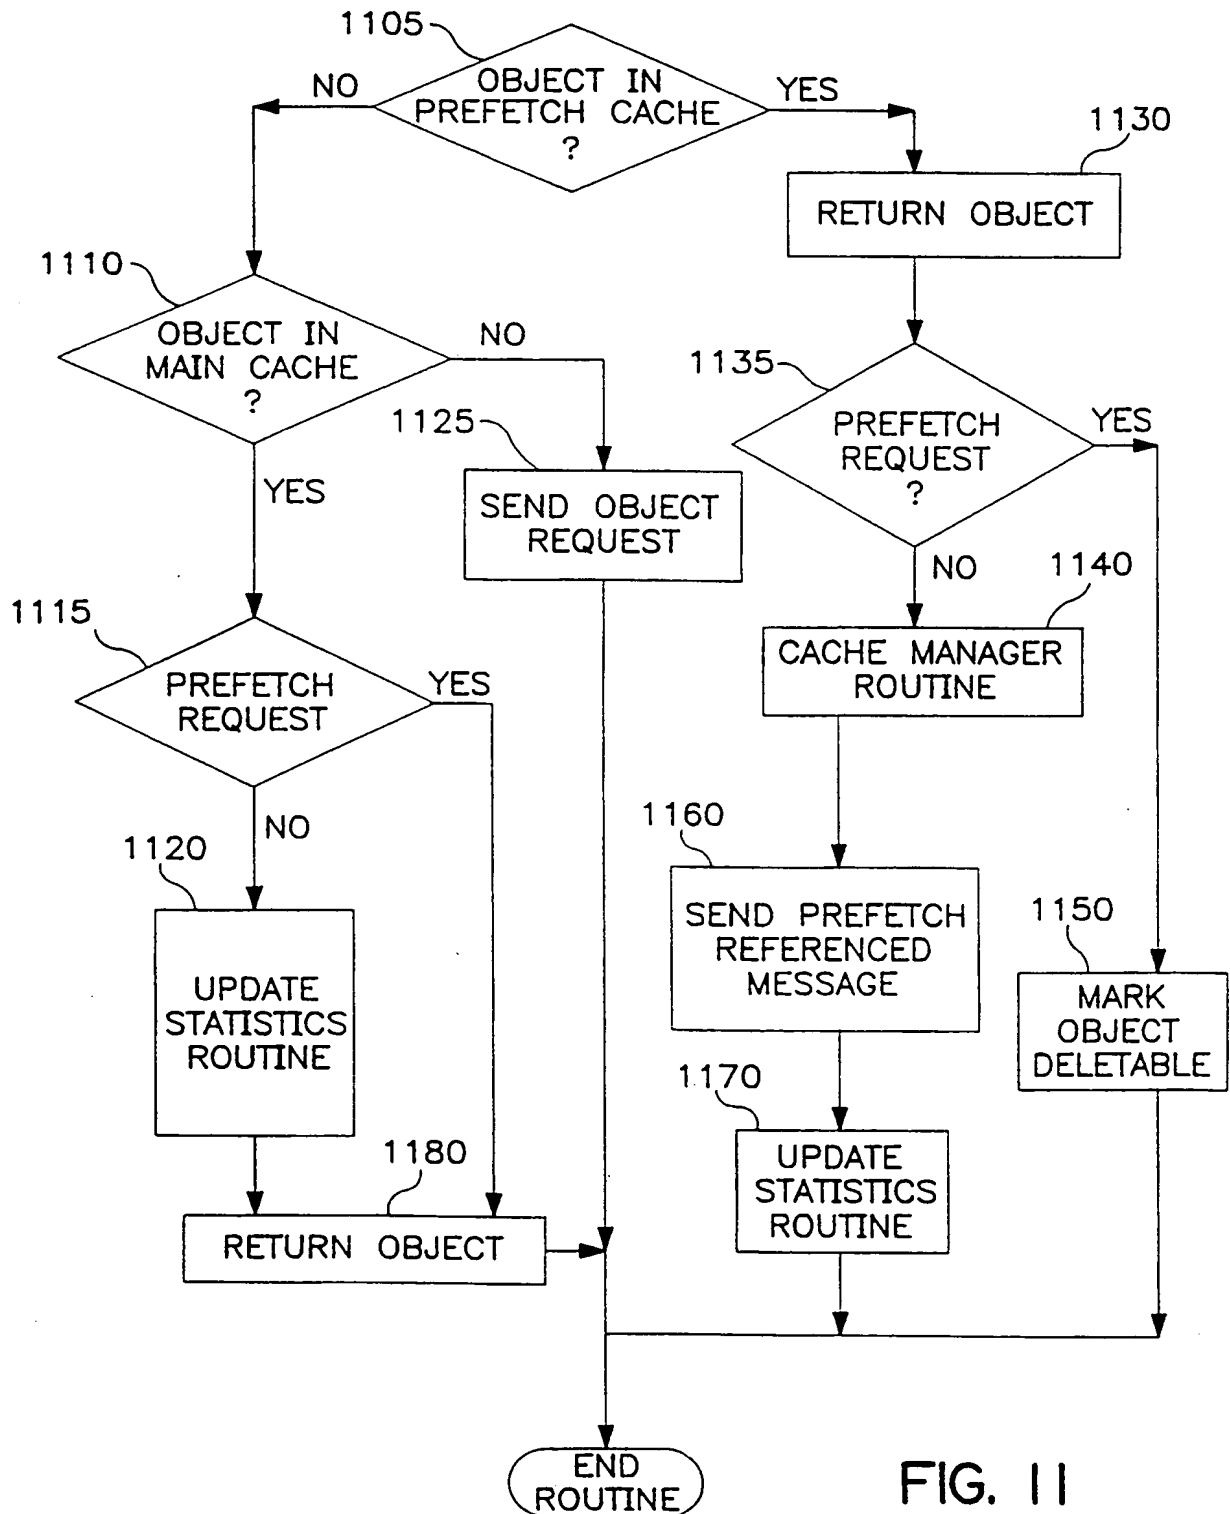 1105
OBJECT IN
PREFETCH CACHE
?
NO
YES
1130
RETURN OBJECT
1110
OBJECT IN
MAIN CACHE
?
NO
YES
1135
PREFETCH
REQUEST
?
YES
NO
1125
SEND OBJECT
REQUEST
1140
CACHE MANAGER
ROUTINE
1115
PREFETCH
REQUEST
YES
NO
1120
UPDATE
STATISTICS
ROUTINE
1160
SEND PREFETCH
REFERENCED
MESSAGE
1150
MARK
OBJECT
DELETABLE
1170
UPDATE
STATISTICS
ROUTINE
1180
RETURN OBJECT
END
ROUTINE
FIG. 11